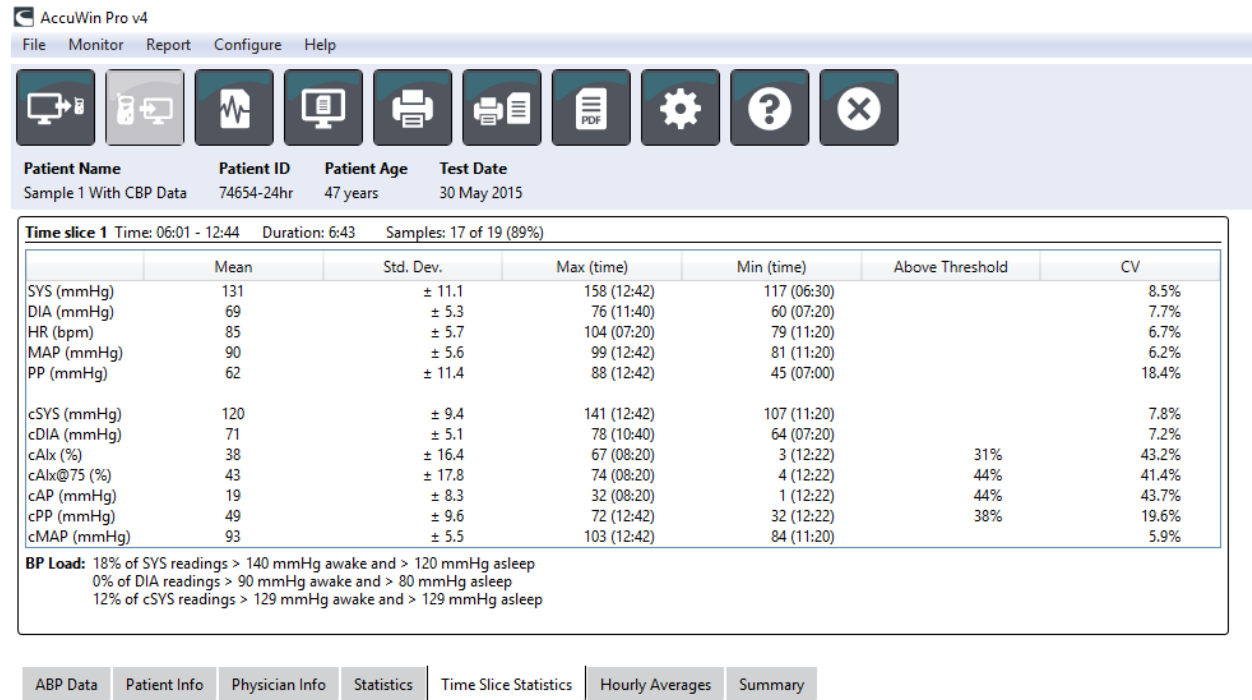 AccuWin Pro v4
File Monitor Report Configure Help
PDF
Patient Name Patient ID Patient Age Test Date
Sample 1 With CBP Data 74654-24hr 47 years 30 May 2015
Time slice 1 Time: 06:01 - 12:44 Duration: 6:43 Samples: 17 of 19 (89%)
Mean Std. Dev. Max (time) Min (time) Above Threshold CV
SYS (mmHg) 131 ± 11.1 158 (12:42) 117 (06:30) 8.5%
DIA (mmHg) 69 ± 5.3 76 (11:40) 60 (07:20) 7.7%
HR (bpm) 85 ± 5.7 104 (07:20) 79 (11:20) 6.7%
MAP (mmHg) 90 ± 5.6 99 (12:42) 81 (11:20) 6.2%
PP (mmHg) 62 ± 11.4 88 (12:42) 45 (07:00) 18.4%
cSYS (mmHg) 120 ± 9.4 141 (12:42) 107 (11:20) 7.8%
cDIA (mmHg) 71 ± 5.1 78 (10:40) 64 (07:20) 7.2%
cAIx (%) 38 ± 16.4 67 (08:20) 3 (12:22) 31% 43.2%
cAIx@75 (%) 43 ± 17.8 74 (08:20) 4 (12:22) 44% 41.4%
cAP (mmHg) 19 ± 8.3 32 (08:20) 1 (12:22) 44% 43.7%
cPP (mmHg) 49 ± 9.6 72 (12:42) 32 (12:22) 38% 19.6%
cMAP (mmHg) 93 ± 5.5 103 (12:42) 84 (11:20) 5.9%
BP Load: 18% of SYS readings > 140 mmHg awake and > 120 mmHg asleep
0% of DIA readings > 90 mmHg awake and > 80 mmHg asleep
12% of cSYS readings > 129 mmHg awake and > 129 mmHg asleep
ABP Data Patient Info Physician Info Statistics Time Slice Statistics Hourly Averages Summary